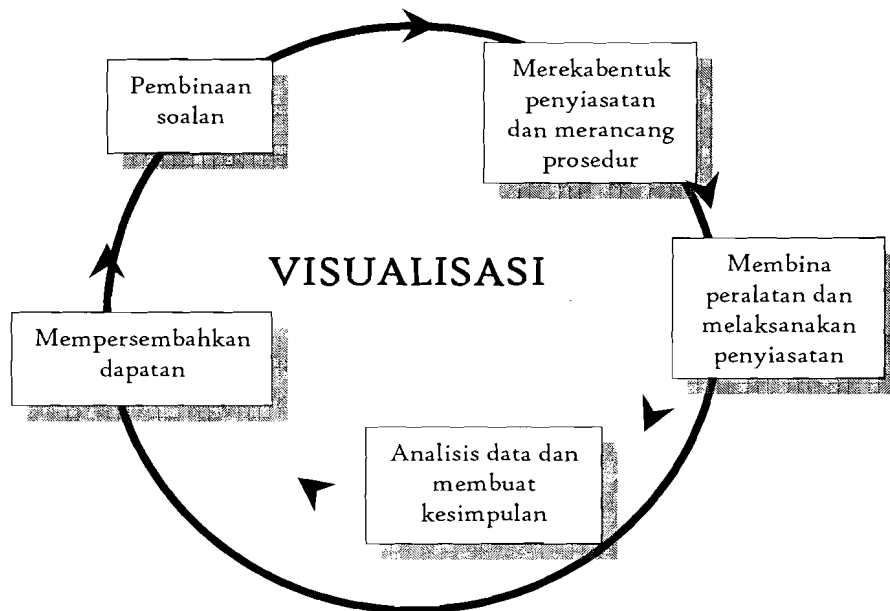 Pembinaan
soalan
Merekabentuk
penyiasatan
dan merancang
prosedur
VISUALISASI
Membina
peralatan dan
melaksanakan
penyiasatan
Mempersembahkan
dapatan
Analisis data dan
membuat
kesimpulan